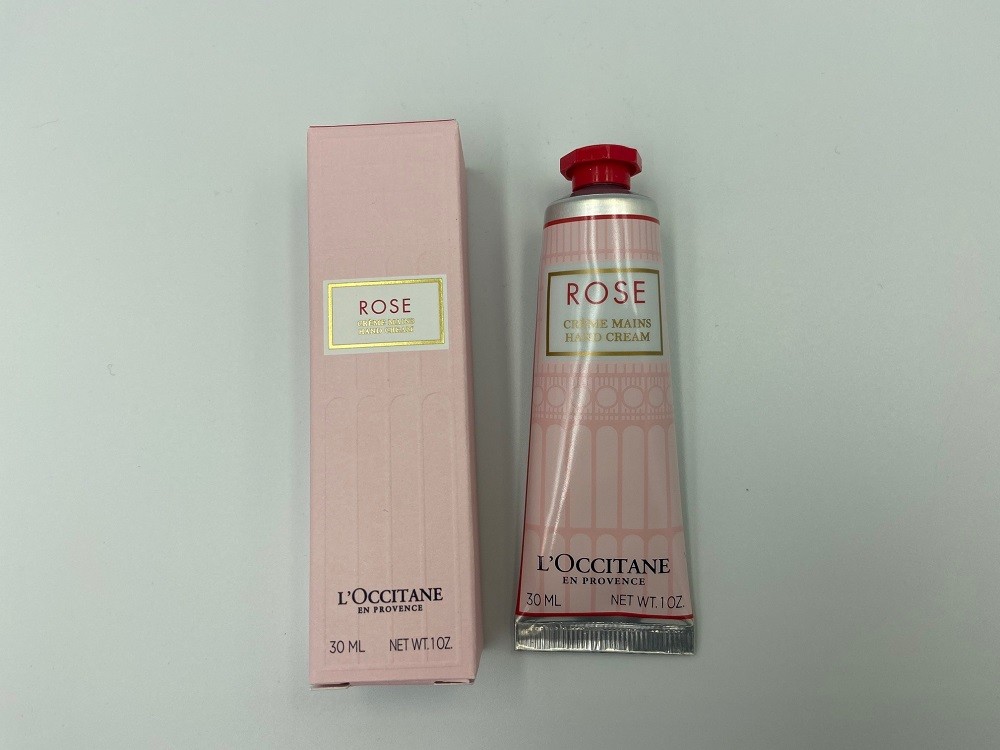 ROSE
CRÈME MAINS
HAND CREAM
L'OCCITANE
EN PROVENCE
30 ML NET WT. 1 OZ.
ROSE
CRÈME MAINS
HAND CREAM
L'OCCITANE
EN PROVENCE
30 ML NET WT. 1 OZ.